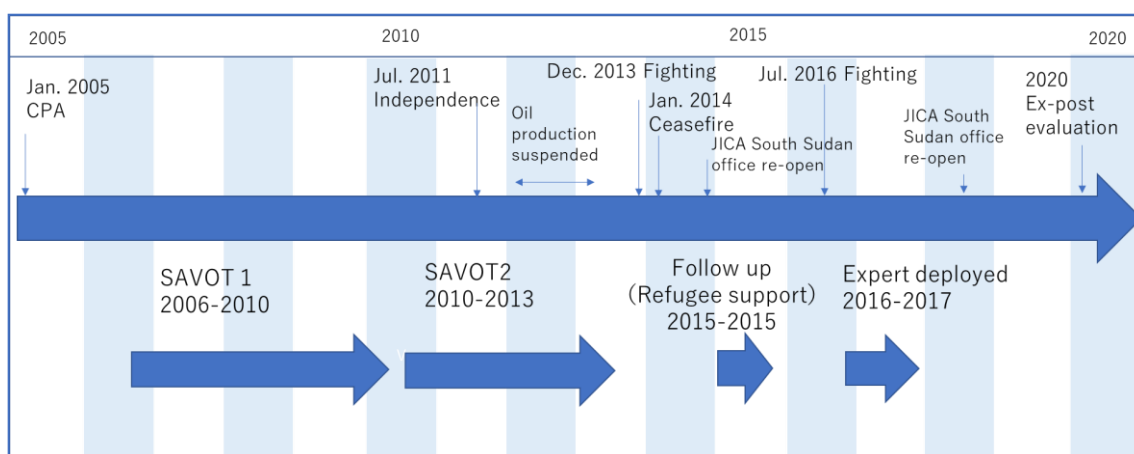 2005
2010
2015
2020
Jan. 2005
CPA
Jul. 2011
Independence
Oil
production
suspended
Dec. 2013 Fighting
Jan. 2014
Ceasefire
JICA South Sudan
office re-open
Jul. 2016 Fighting
JICA South
Sudan office
re-open
2020
Ex-post
evaluation
SAVOT 1
2006-2010
SAVOT2
2010-2013
Follow up
(Refugee support)
2015-2015
Expert deployed
2016-2017